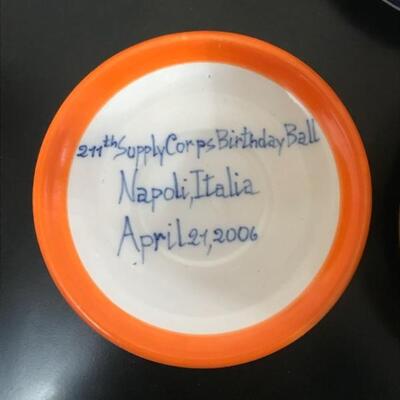 211th Supply Corps Birthday Ball
Napoli, Italia
April 21, 2006